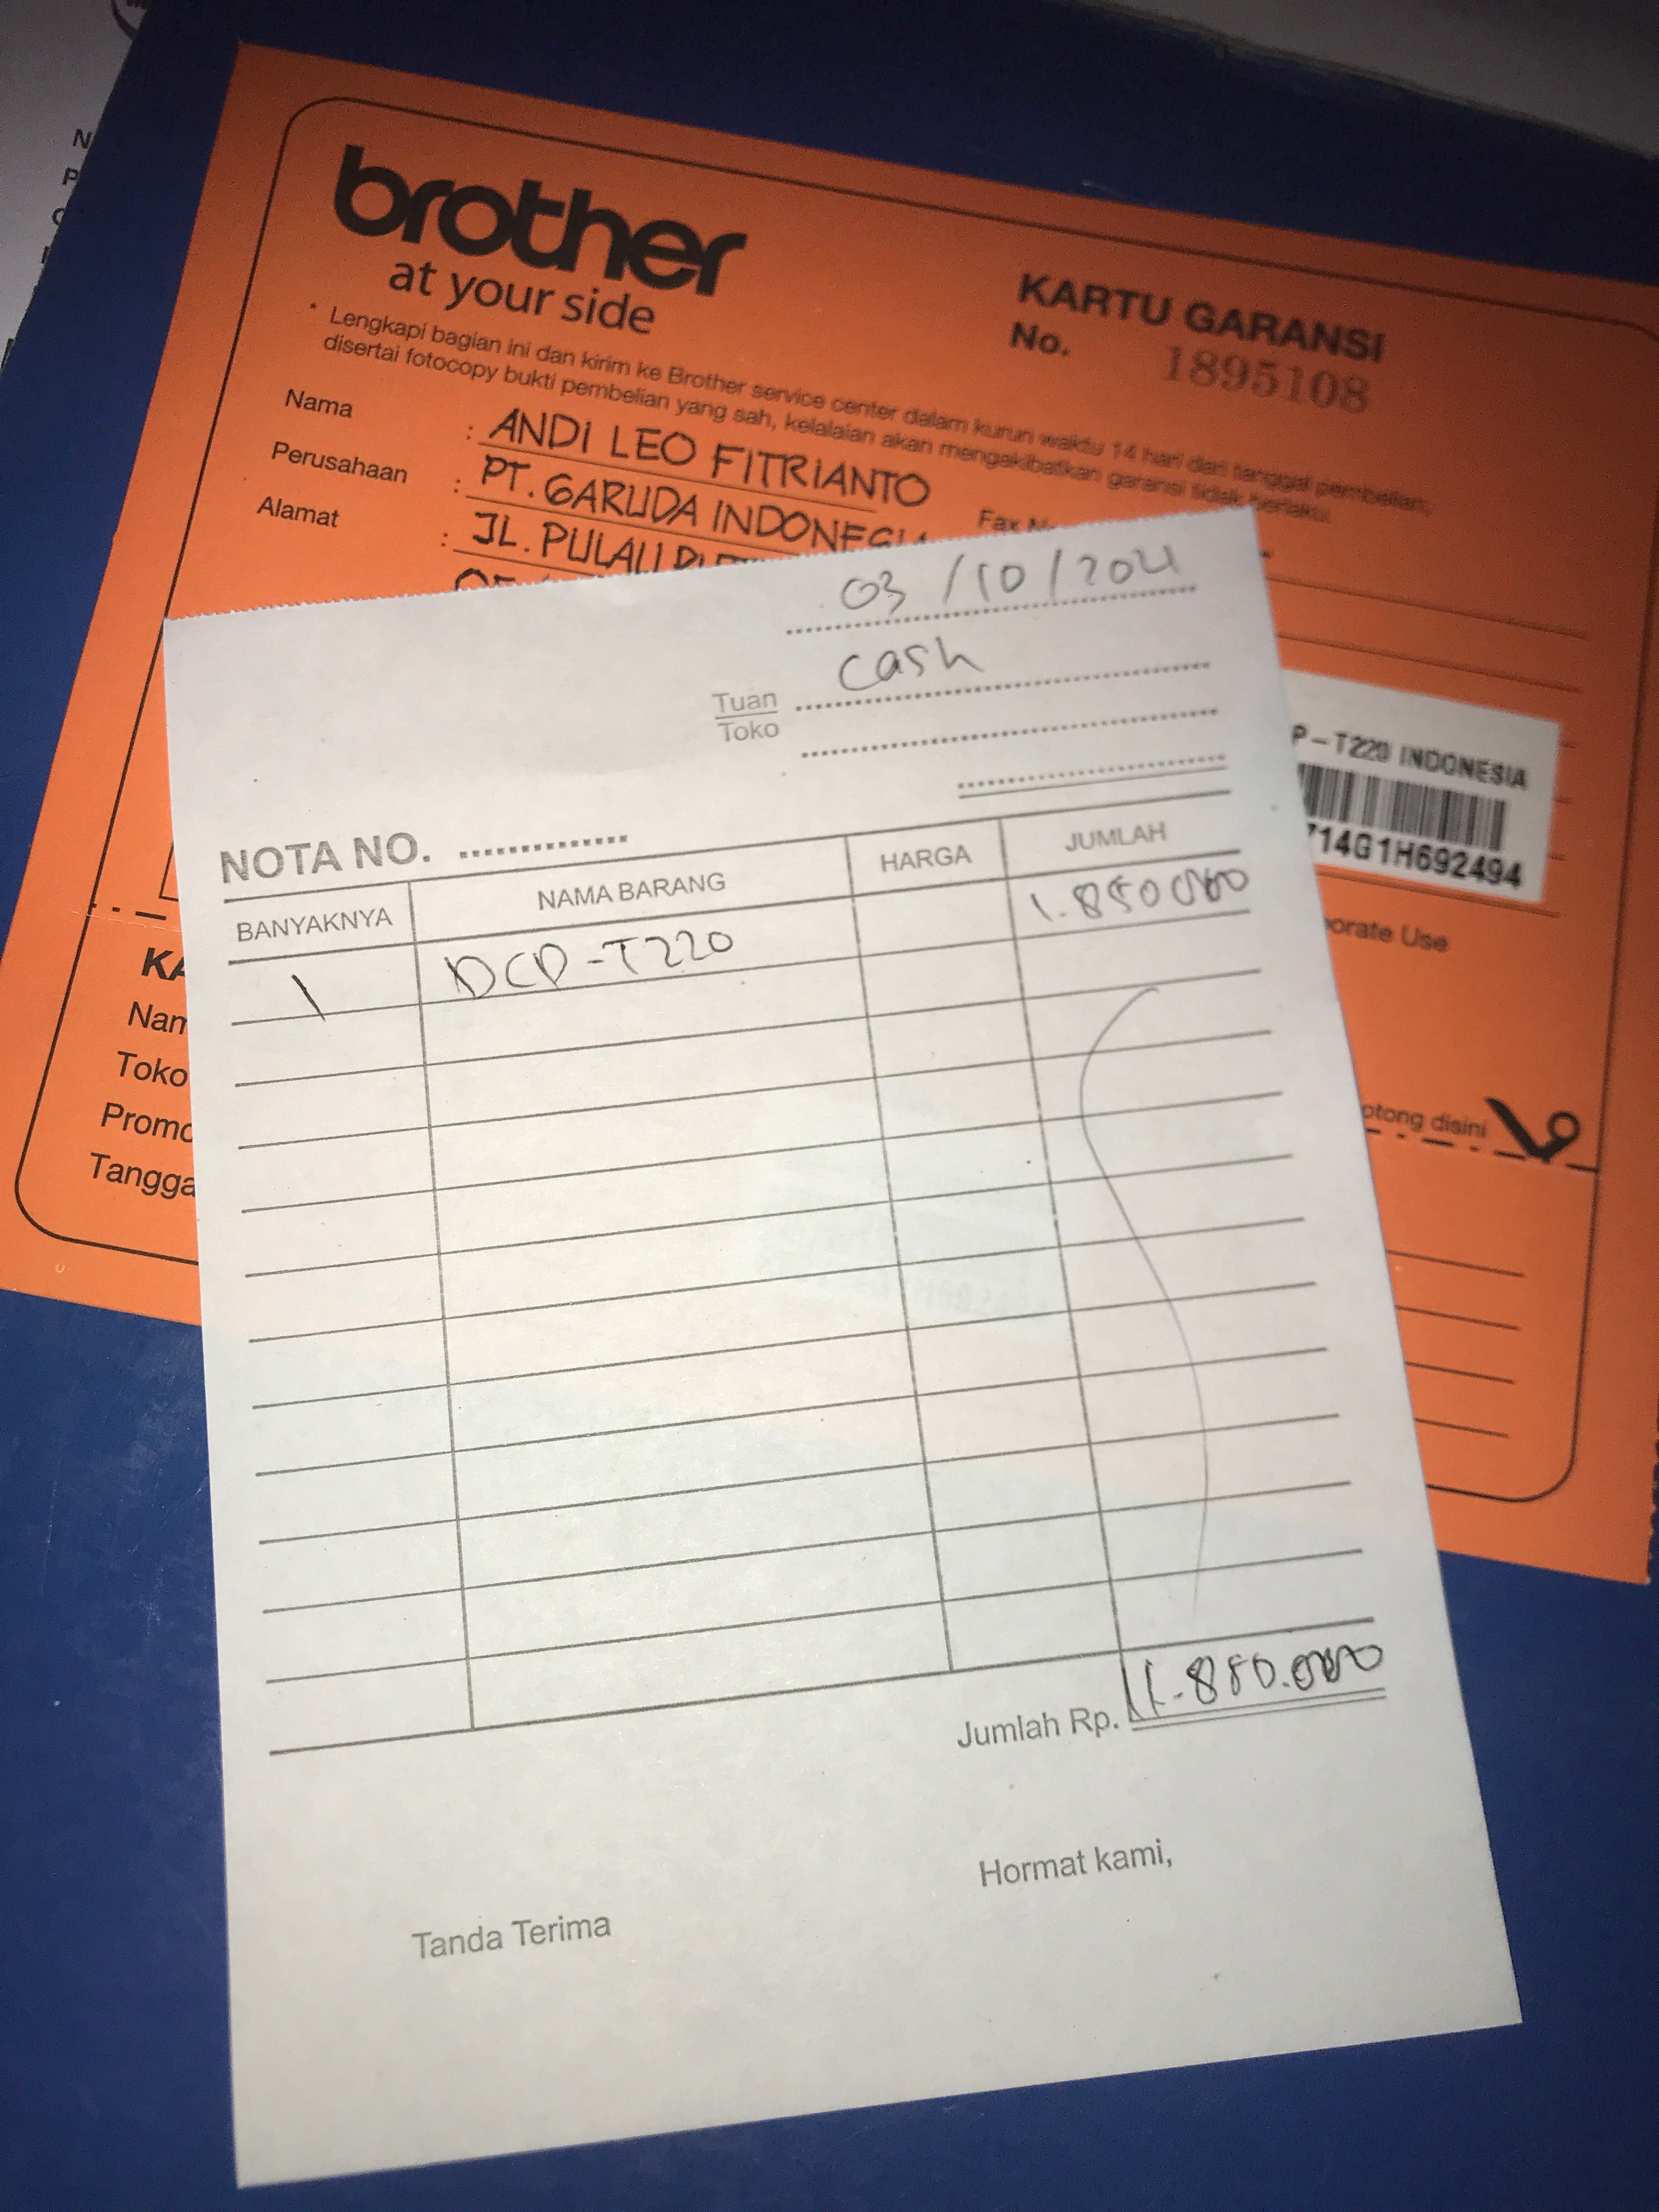 brother
at your side
KARTU GARANSI
No. 1895108
* Lengkapi bagian ini dan kirim ke Brother service center dalam kurun waktu 14 hari dari tanggal pembelian,
disertai fotocopy bukti pembelian yang sah, kelalaian akan mengakibatkan garansi tidak berlaku.
Nama : ANDI LEO FITRIANTO
Perusahaan : PT. GARUDA INDONESIA
Alamat : JL. PULAU
Fax
P-T220 INDONESIA
714G1H692494
orate Use
otong disini
KA
Nam
Toko
Promo
Tangga
03/10/2021
Tuan
Toko
Cash
NOTA NO. ..............
BANYAKNYA NAMA BARANG HARGA JUMLAH
1 DCP-T220 1.850.000
Jumlah Rp. 1.850.000
Tanda Terima
Hormat kami,